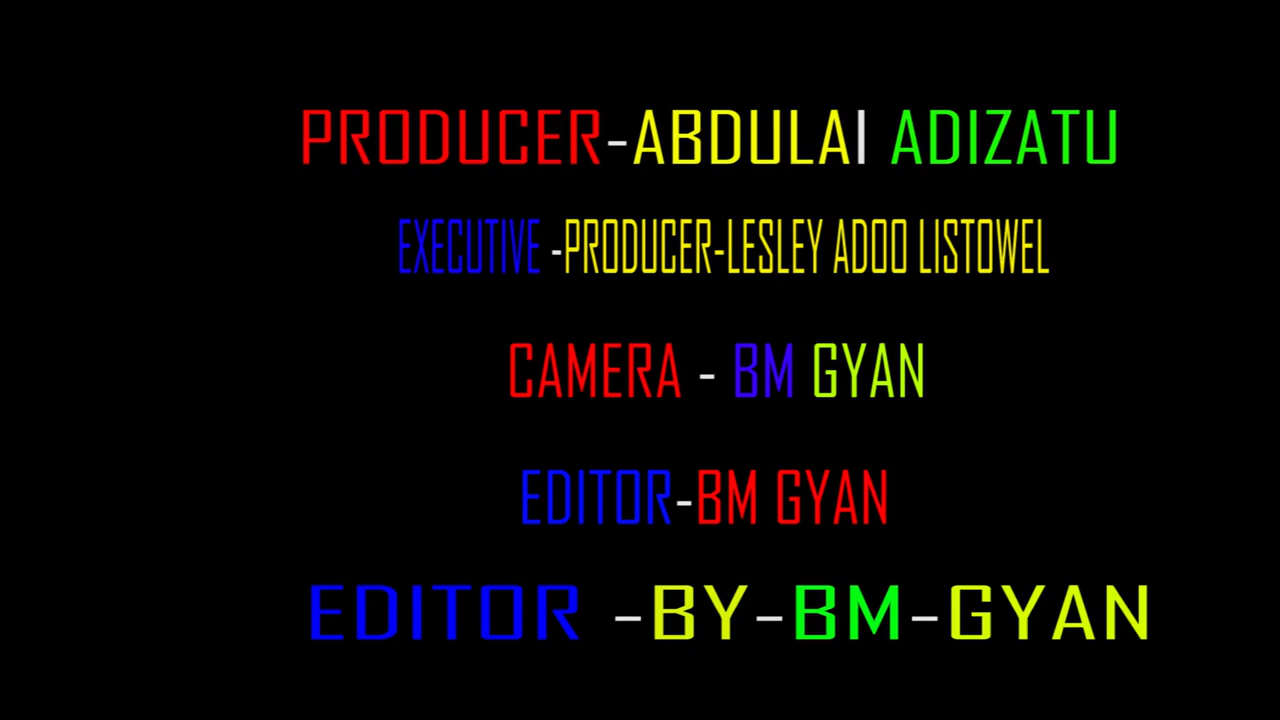 PRODUCER-ABDULAI ADIZATU
EXECUTIVE -PRODUCER-LESLEY ADOO LISTOWEL
CAMERA - BM GYAN
EDITOR-BM GYAN
EDITOR -BY-BM-GYAN